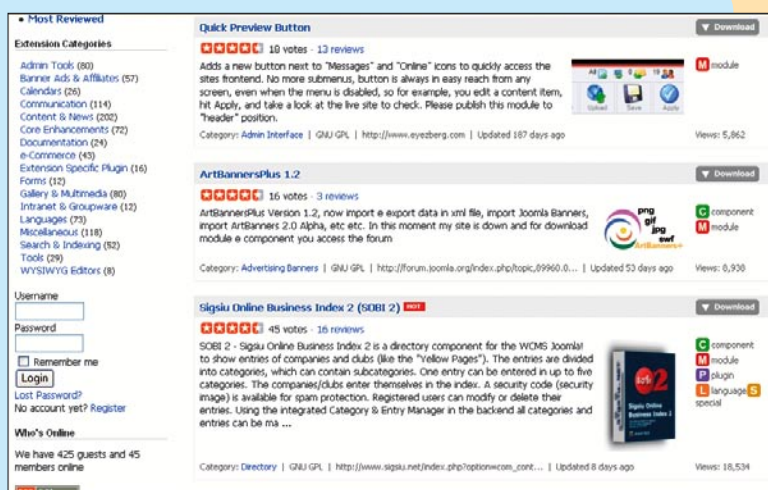 Most Reviewed
Extension Categories
Admin Tools (80)
Banner Ads & Affiliates (57)
Calendars (26)
Communication (114)
Content & News (202)
Core Enhancements (72)
Documentation (24)
e-Commerce (43)
Extension Specific Plugin (16)
Forms (12)
Gallery & Multimedia (80)
Intranet & Groupware (12)
Languages (73)
Miscellaneous (118)
Search & Indexing (52)
Tools (29)
WYSIWYG Editors (8)
Username
Password
Remember me
Login
Lost Password?
No account yet? Register
Who's Online
We have 425 guests and 45
members online
Quick Preview Button
Download
18 votes - 13 reviews
Adds a new button next to "Messages" and "Online" icons to quickly access the
sites frontend. No more submenus, button is always in easy reach from any
screen, even when the menu is disabled, so for example, you edit a content item,
hit Apply, and take a look at the live site to check. Please publish this module to
"header" position.
Upload Save Apply
M module
Category: Admin Interface | GNU GPL | http://www.eyezberg.com | Updated 187 days ago
Views: 5,862
ArtBannersPlus 1.2
Download
16 votes - 3 reviews
ArtBannersPlus Version 1.2, now import e export data in xml file, import Joomla Banners,
import ArtBanners 2.0 Alpha, etc etc. In this moment my site is down and for download
module e component you access the forum
png
gif
jpg
swf
ArtBanners+
C component
M module
Category: Advertising Banners | GNU GPL | http://forum.joomla.org/index.php/topic,89960.0... | Updated 53 days ago
Views: 8,938
Sigsiu Online Business Index 2 (SOBI 2) HOT
Download
45 votes - 16 reviews
SOBI 2 - Sigsiu Online Business Index 2 is a directory component for the WCMS Joomla!
to show entries of companies and clubs (like the "Yellow Pages"). The entries are divided
into categories, which can contain subcategories. One entry can be entered in up to five
categories. The companies/clubs enter themselves in the index. A security code (security
image) is available for spam protection. Registered users can modify or delete their
entries. Using the integrated Category & Entry Manager in the backend all categories and
entries can be ma ...
Sigsiu Online
Business Index 2
C component
M module
P plugin
L language S
special
Category: Directory | GNU GPL | http://www.sigsiu.net/index.php?option=com_cont... | Updated 8 days ago
Views: 18,534